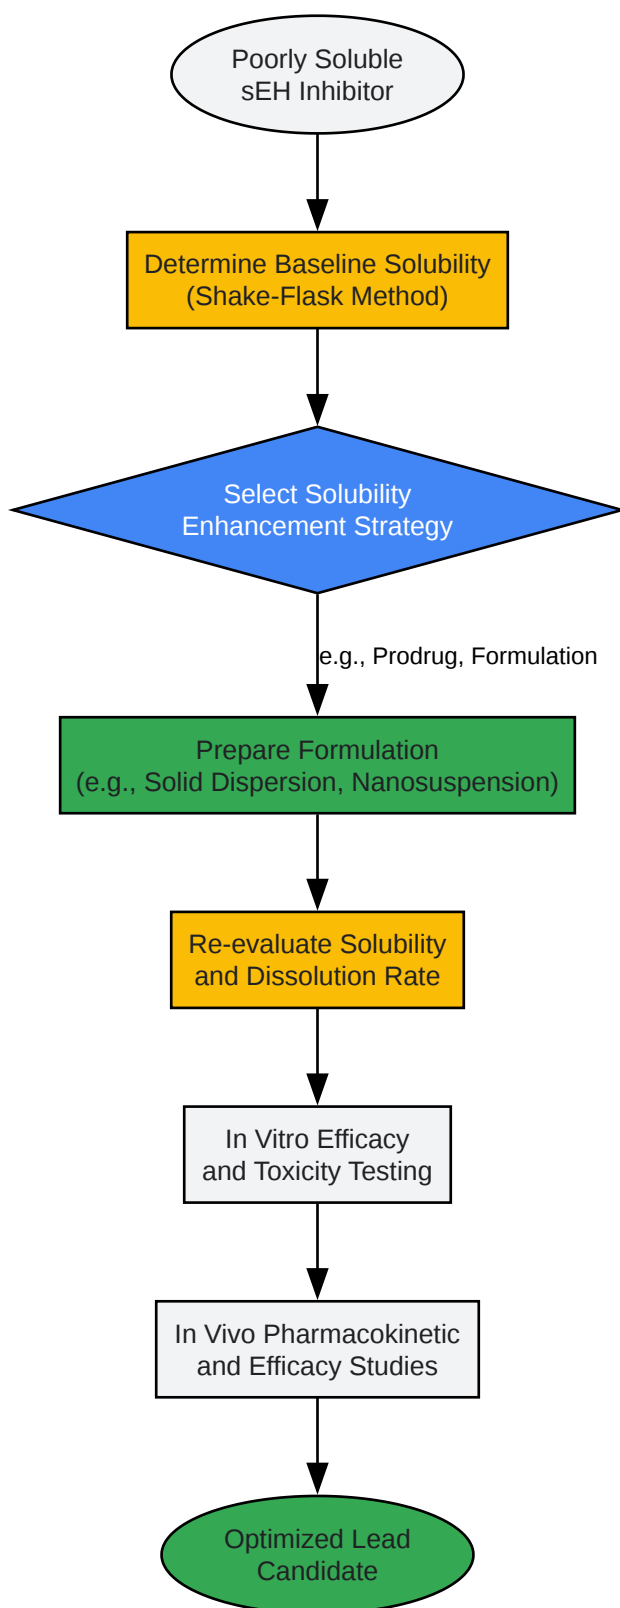 Poorly Soluble
sEH Inhibitor
Determine Baseline Solubility
(Shake-Flask Method)
Select Solubility
Enhancement Strategy
e.g., Prodrug, Formulation
Prepare Formulation
(e.g., Solid Dispersion, Nanosuspension)
Re-evaluate Solubility
and Dissolution Rate
In Vitro Efficacy
and Toxicity Testing
In Vivo Pharmacokinetic
and Efficacy Studies
Optimized Lead
Candidate